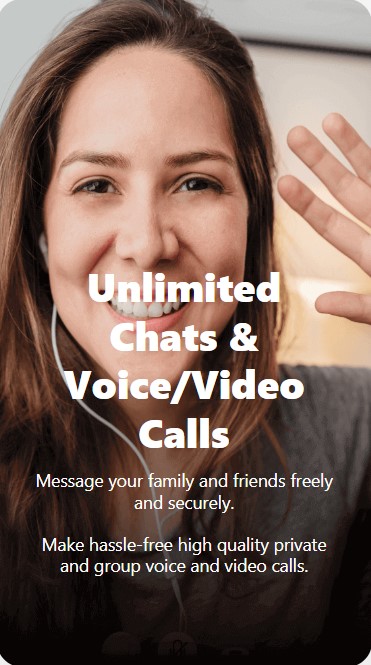 Unlimited
Chats &
Voice/Video
Calls
Message your family and friends freely
and securely.
Make hassle-free high quality private
and group voice and video calls.